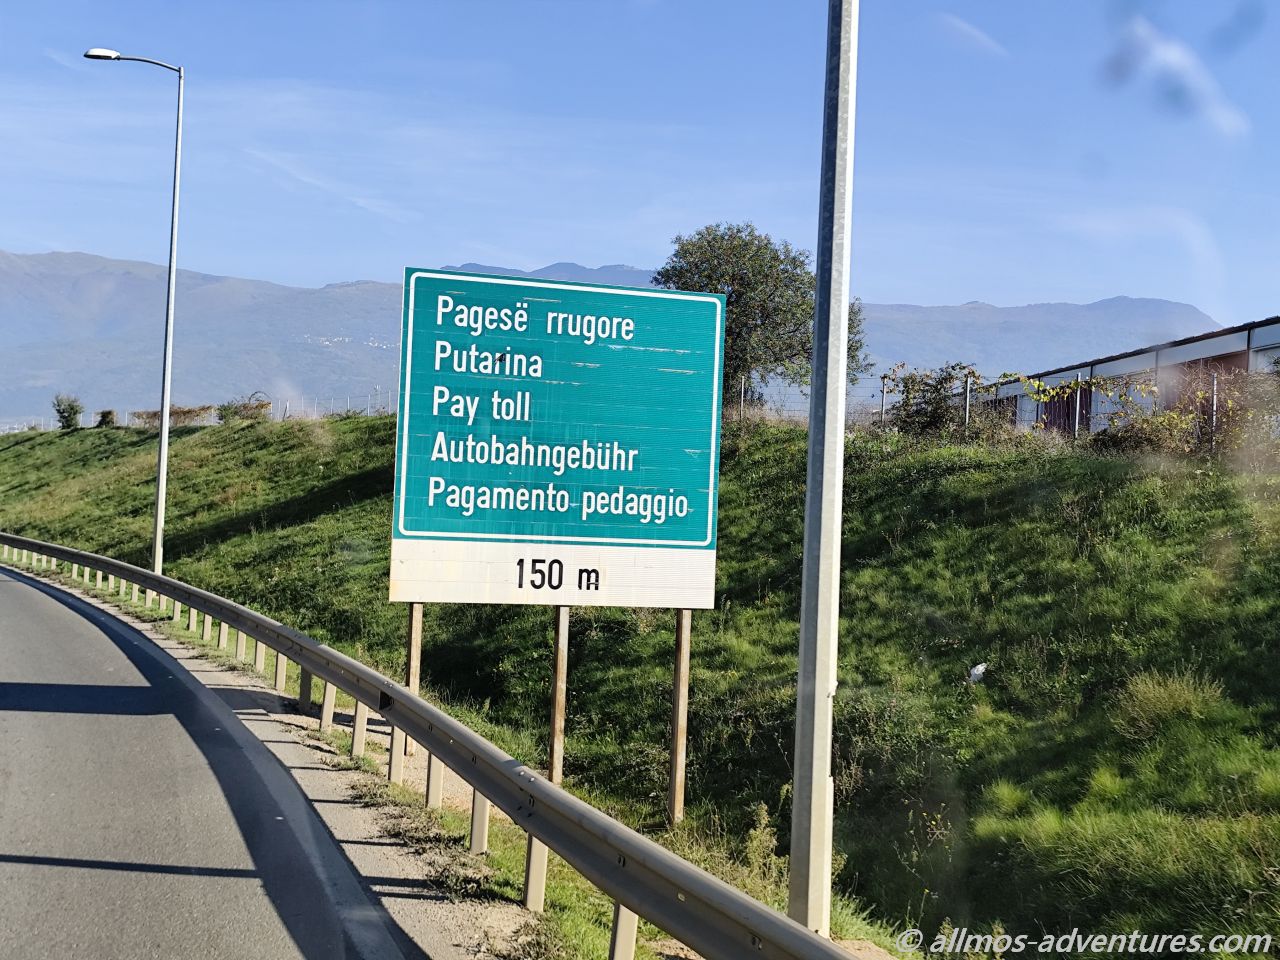 Pagesë rrugore
Putarina
Pay toll
Autobahngebühr
Pagamento pedaggio
150 m
© allmos-adventures.com